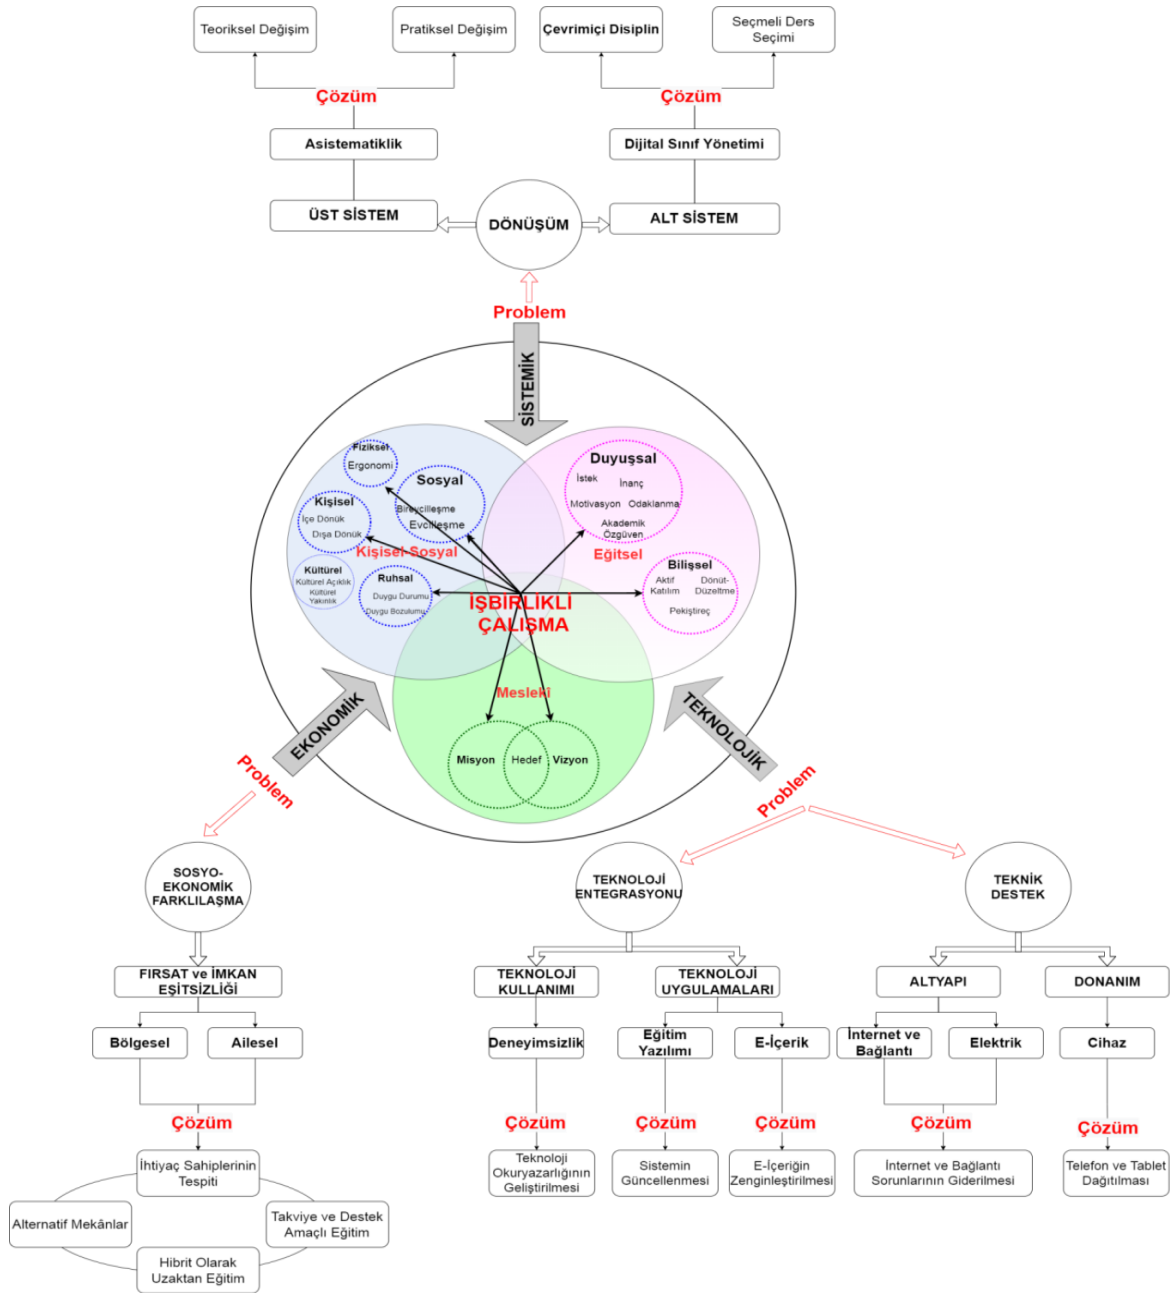 Teoriksel Değişim
Pratiksel Değişim
Çevrimiçi Disiplin
Seçmeli Ders
Seçimi
Çözüm
Çözüm
Asistematiklik
Dijital Sınıf Yönetimi
ÜST SİSTEM
DÖNÜŞÜM
ALT SİSTEM
Problem
SİSTEMİK
Fiziksel
Ergonomi
Sosyal
Bireycilleşme
Evcilleşme
Kişisel
İçe Dönük
Dışa Dönük
Kişisel-Sosyal
Kültürel
Kültürel Açıklık
Kültürel
Yakınlık
Ruhsal
Duygu Durumu
Duygu Bozulumu
Duyuşsal
İstek
İnanç
Motivasyon
Odaklanma
Akademik
Özgüven
Eğitsel
Bilişsel
Aktif
Katılım
Dönüt-
Düzeltme
Pekiştireç
İŞBİRLİKLİ
ÇALIŞMA
Meslekî
Misyon
Hedef
Vizyon
EKONOMİK
TEKNOLOJİK
Problem
Problem
SOSYO-
EKONOMİK
FARKLILAŞMA
TEKNOLOJİ
ENTEGRASYONU
TEKNİK
DESTEK
FIRSAT ve İMKAN
EŞİTSİZLİĞİ
TEKNOLOJİ
KULLANIMI
TEKNOLOJİ
UYGULAMALARI
ALTYAPI
DONANIM
Bölgesel
Ailesel
Deneyimsizlik
Eğitim
Yazılımı
E-İçerik
İnternet ve
Bağlantı
Elektrik
Cihaz
Çözüm
Çözüm
Çözüm
Çözüm
Çözüm
Çözüm
İhtiyaç Sahiplerinin
Tespiti
Alternatif Mekânlar
Takviye ve Destek
Amaçlı Eğitim
Hibrit Olarak
Uzaktan Eğitim
Teknoloji
Okuryazarlığının
Geliştirilmesi
Sistemin
Güncellenmesi
E-İçeriğin
Zenginleştirilmesi
İnternet ve Bağlantı
Sorunlarının Giderilmesi
Telefon ve Tablet
Dağıtılması